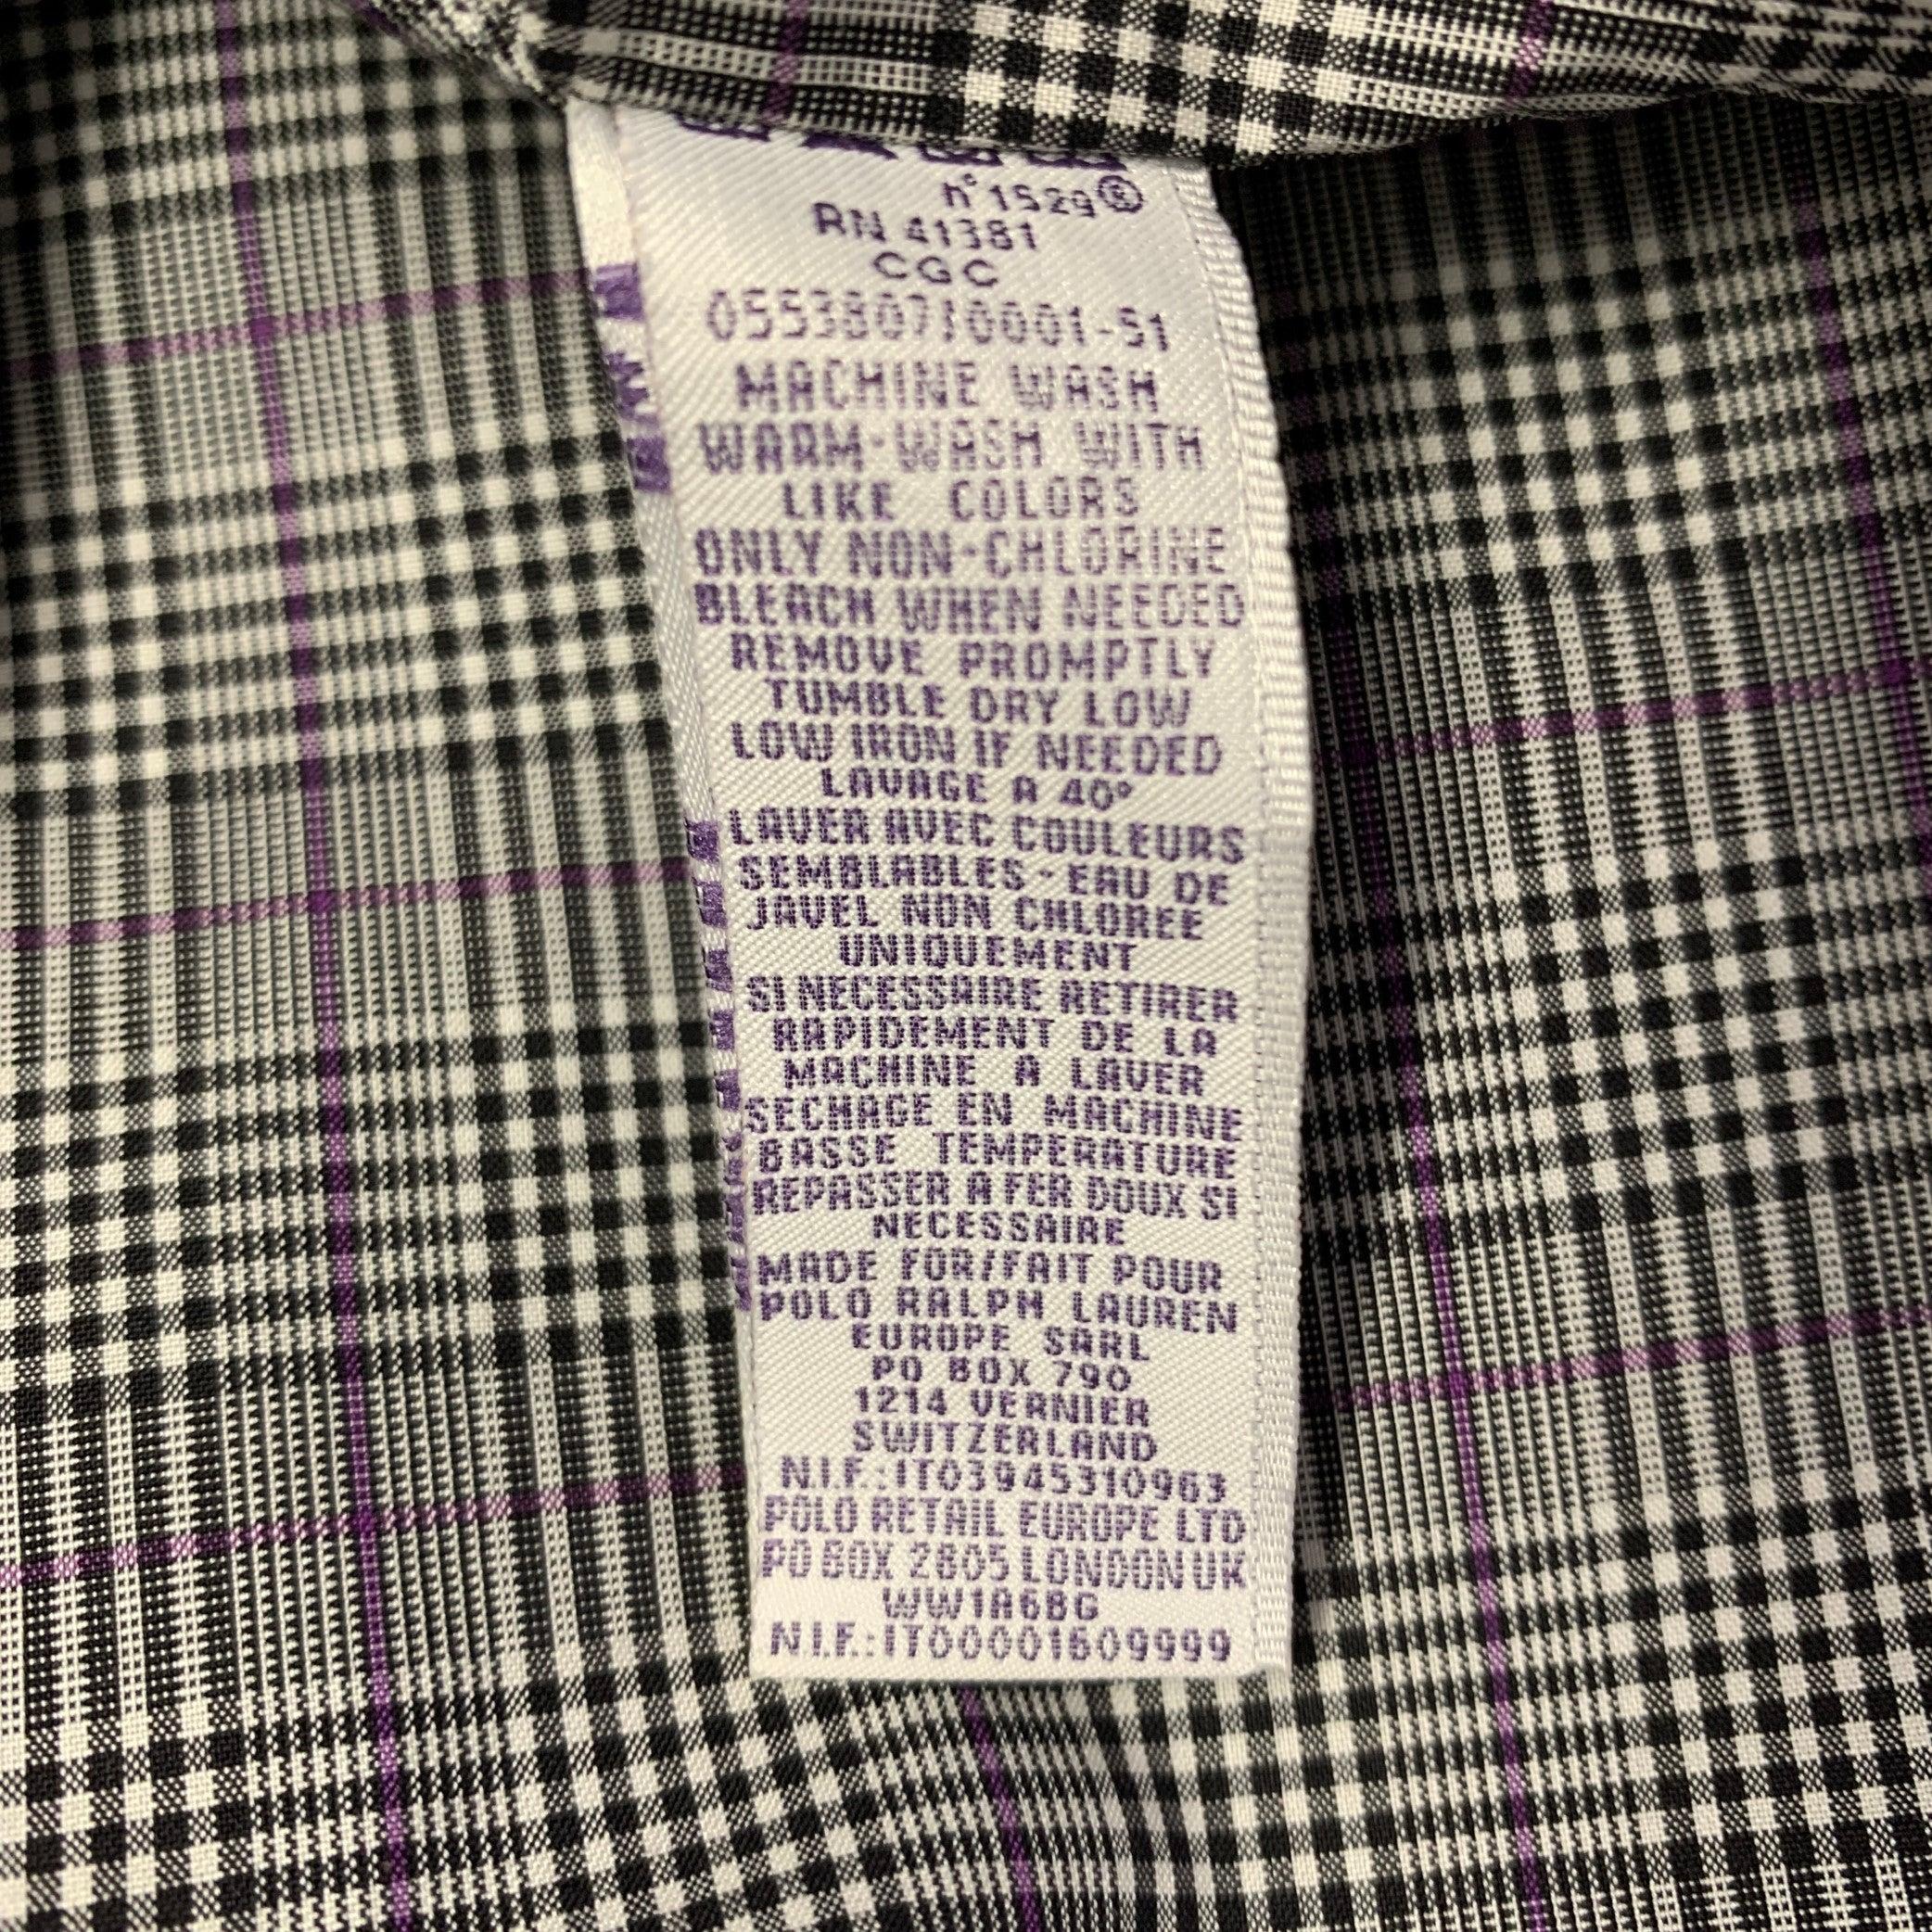 n° 1529®
RN 41381
CGC
055380710001-51
MACHINE WASH
WARM-WASH WITH
LIKE COLORS
ONLY NON-CHLORINE
BLEACH WHEN NEEDED
REMOVE PROMPTLY
TUMBLE DRY LOW
LOW IRON IF NEEDED
LAVAGE A 40°
LAVER AVEC COULEURS
SEMBLABLES - EAU DE
JAVEL NON CHLOREE
UNIQUEMENT
SI NECESSAIRE RETIRER
RAPIDEMENT DE LA
MACHINE A LAVER
SECHAGE EN MACHINE
BASSE TEMPERATURE
REPASSER A FER DOUX SI
NECESSAIRE
MADE FOR/FAIT POUR
POLO RALPH LAUREN
EUROPE SARL
PO BOX 790
1214 VERNIER
SWITZERLAND
N.I.F.:IT03945310963
POLO RETAIL EUROPE LTD
PO BOX 2805 LONDON UK
WW1A6BG
N.I.F.:IT00001609999